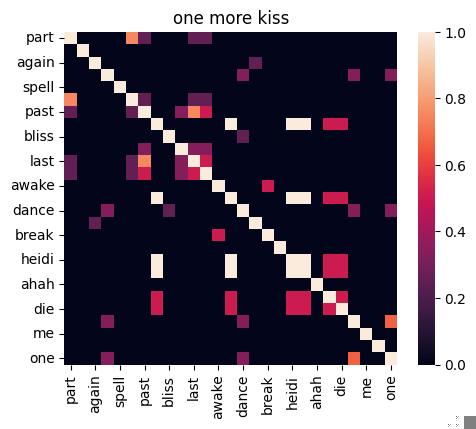 one more kiss
part
again
spell
past
bliss
last
awake
dance
break
heidi
ahah
die
me
one
1.0
0.8
0.6
0.4
0.2
0.0
part
again
spell
past
bliss
last
awake
dance
break
heidi
ahah
die
me
one